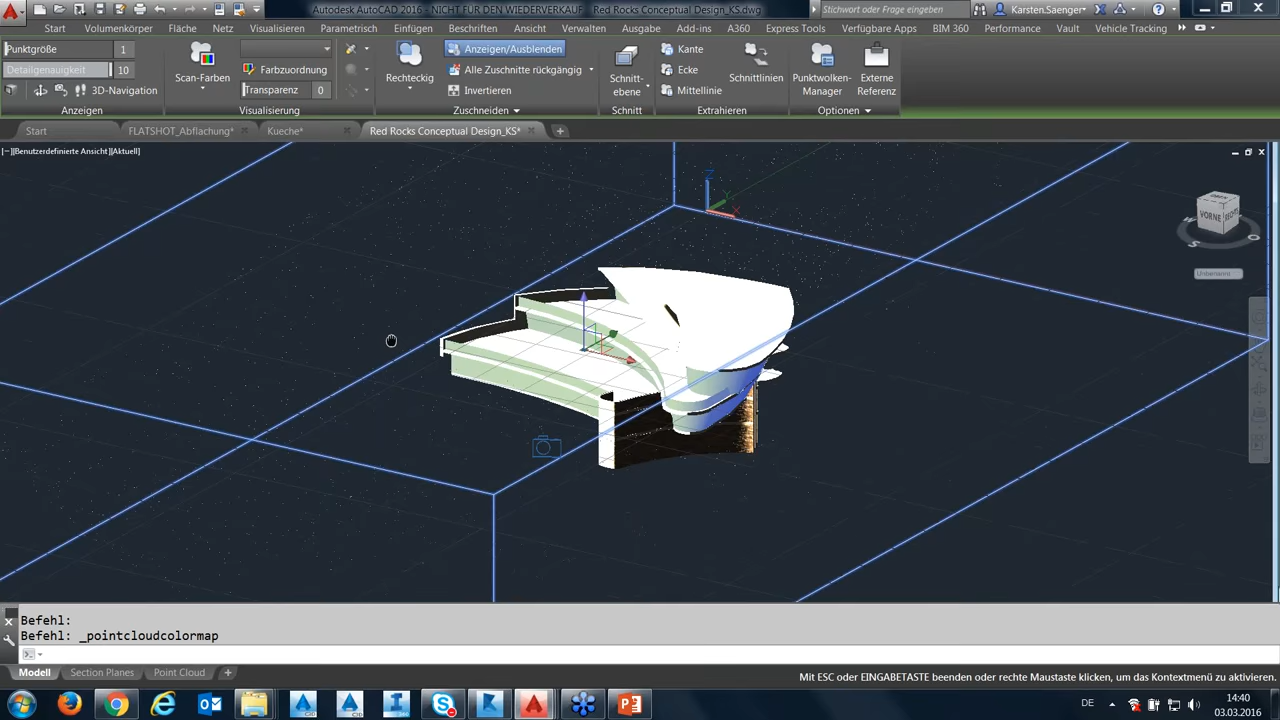 Autodesk AutoCAD 2016 - NICHT FÜR DEN WIEDERVERKAUF - Red Rocks Conceptual Design_KS.dwg
Stichwort oder Frage eingeben
Karsten.Saenger
Start Volumenkörper Fläche Netz Visualisierung Parametrisch Einfügen Beschriften Ansicht Verwalten Ausgabe Add-ins A360 Express Tools Verfügbare Apps BIM 360 Performance Vault Vehicle Tracking
Punktgröße 1
Detailgenauigkeit 10
3D-Navigation
Anzeigen
Scan-Farben
Farbzuordnung
Transparenz 0
Visualisierung
Rechteckig
Anzeigen/Ausblenden
Alle Zuschnitte rückgängig
Invertieren
Zuschneiden
Schnitt-
ebene
Schnitt
Kante
Ecke
Mittellinie
Schnittlinien
Extrahieren
Punktwolken-
Manager
Externe
Referenz
Optionen
Start FLATSHOT_Abflachung* Kueche* Red Rocks Conceptual Design_KS*
[−][Benutzerdefinierte Ansicht][Aktuell]
Z
Y
X
VORNE
RECHTS
S
O
Unbenannt
Befehl:
Befehl: _pointcloudcolormap
Modell Section Planes Point Cloud
Mit ESC oder EINGABETASTE beenden oder rechte Maustaste klicken, um das Kontextmenü zu aktivieren.
DE
14:40
03.03.2016